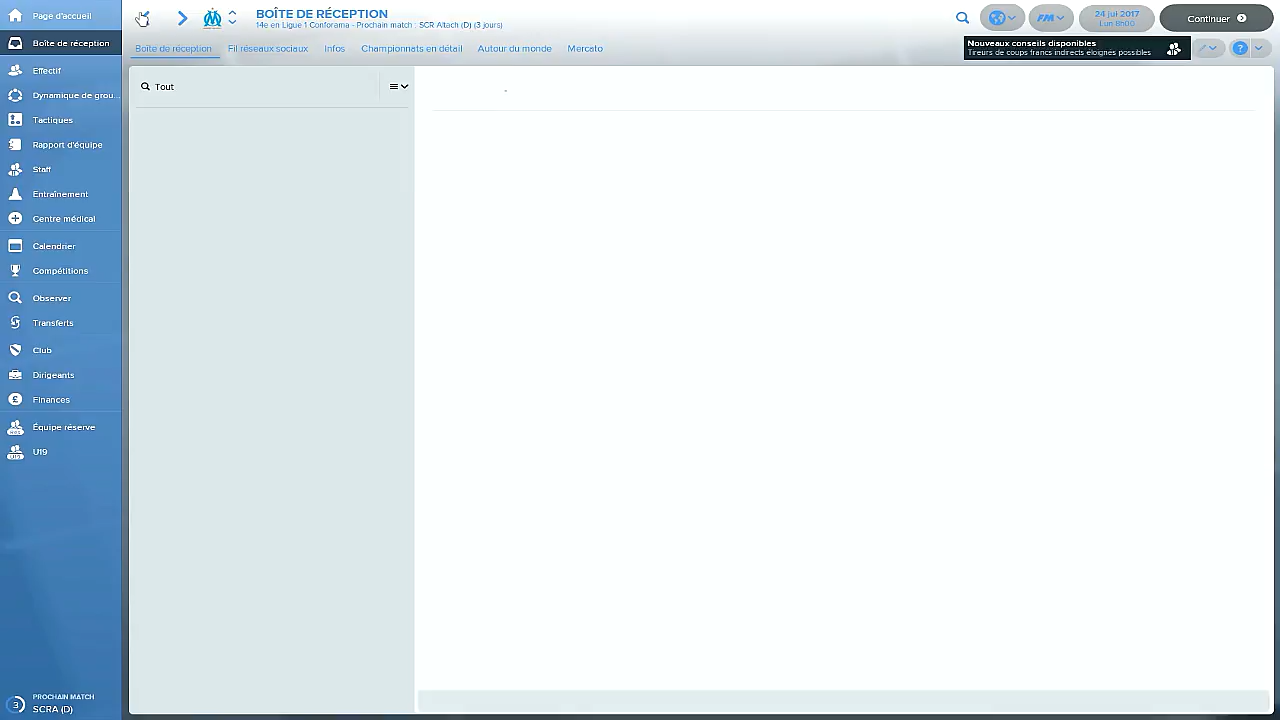 Page d'accueil
Boîte de réception
Effectif
Dynamique de grou...
Tactiques
Rapport d'équipe
Staff
Entraînement
Centre médical
Calendrier
Compétitions
Observer
Transferts
Club
Dirigeants
Finances
Équipe réserve
U19
PROCHAIN MATCH
3
SCRA (D)
BOÎTE DE RÉCEPTION
14e en Ligue 1 Conforama - Prochain match : SCR Altach (D) (3 jours)
FM
24 jul 2017
Lun 8h00
Continuer
Boîte de réception
Fil réseaux sociaux
Infos
Championnats en détail
Autour du monde
Mercato
Nouveaux conseils disponibles
Tireurs de coups francs indirects éloignés possibles
?
Tout
-